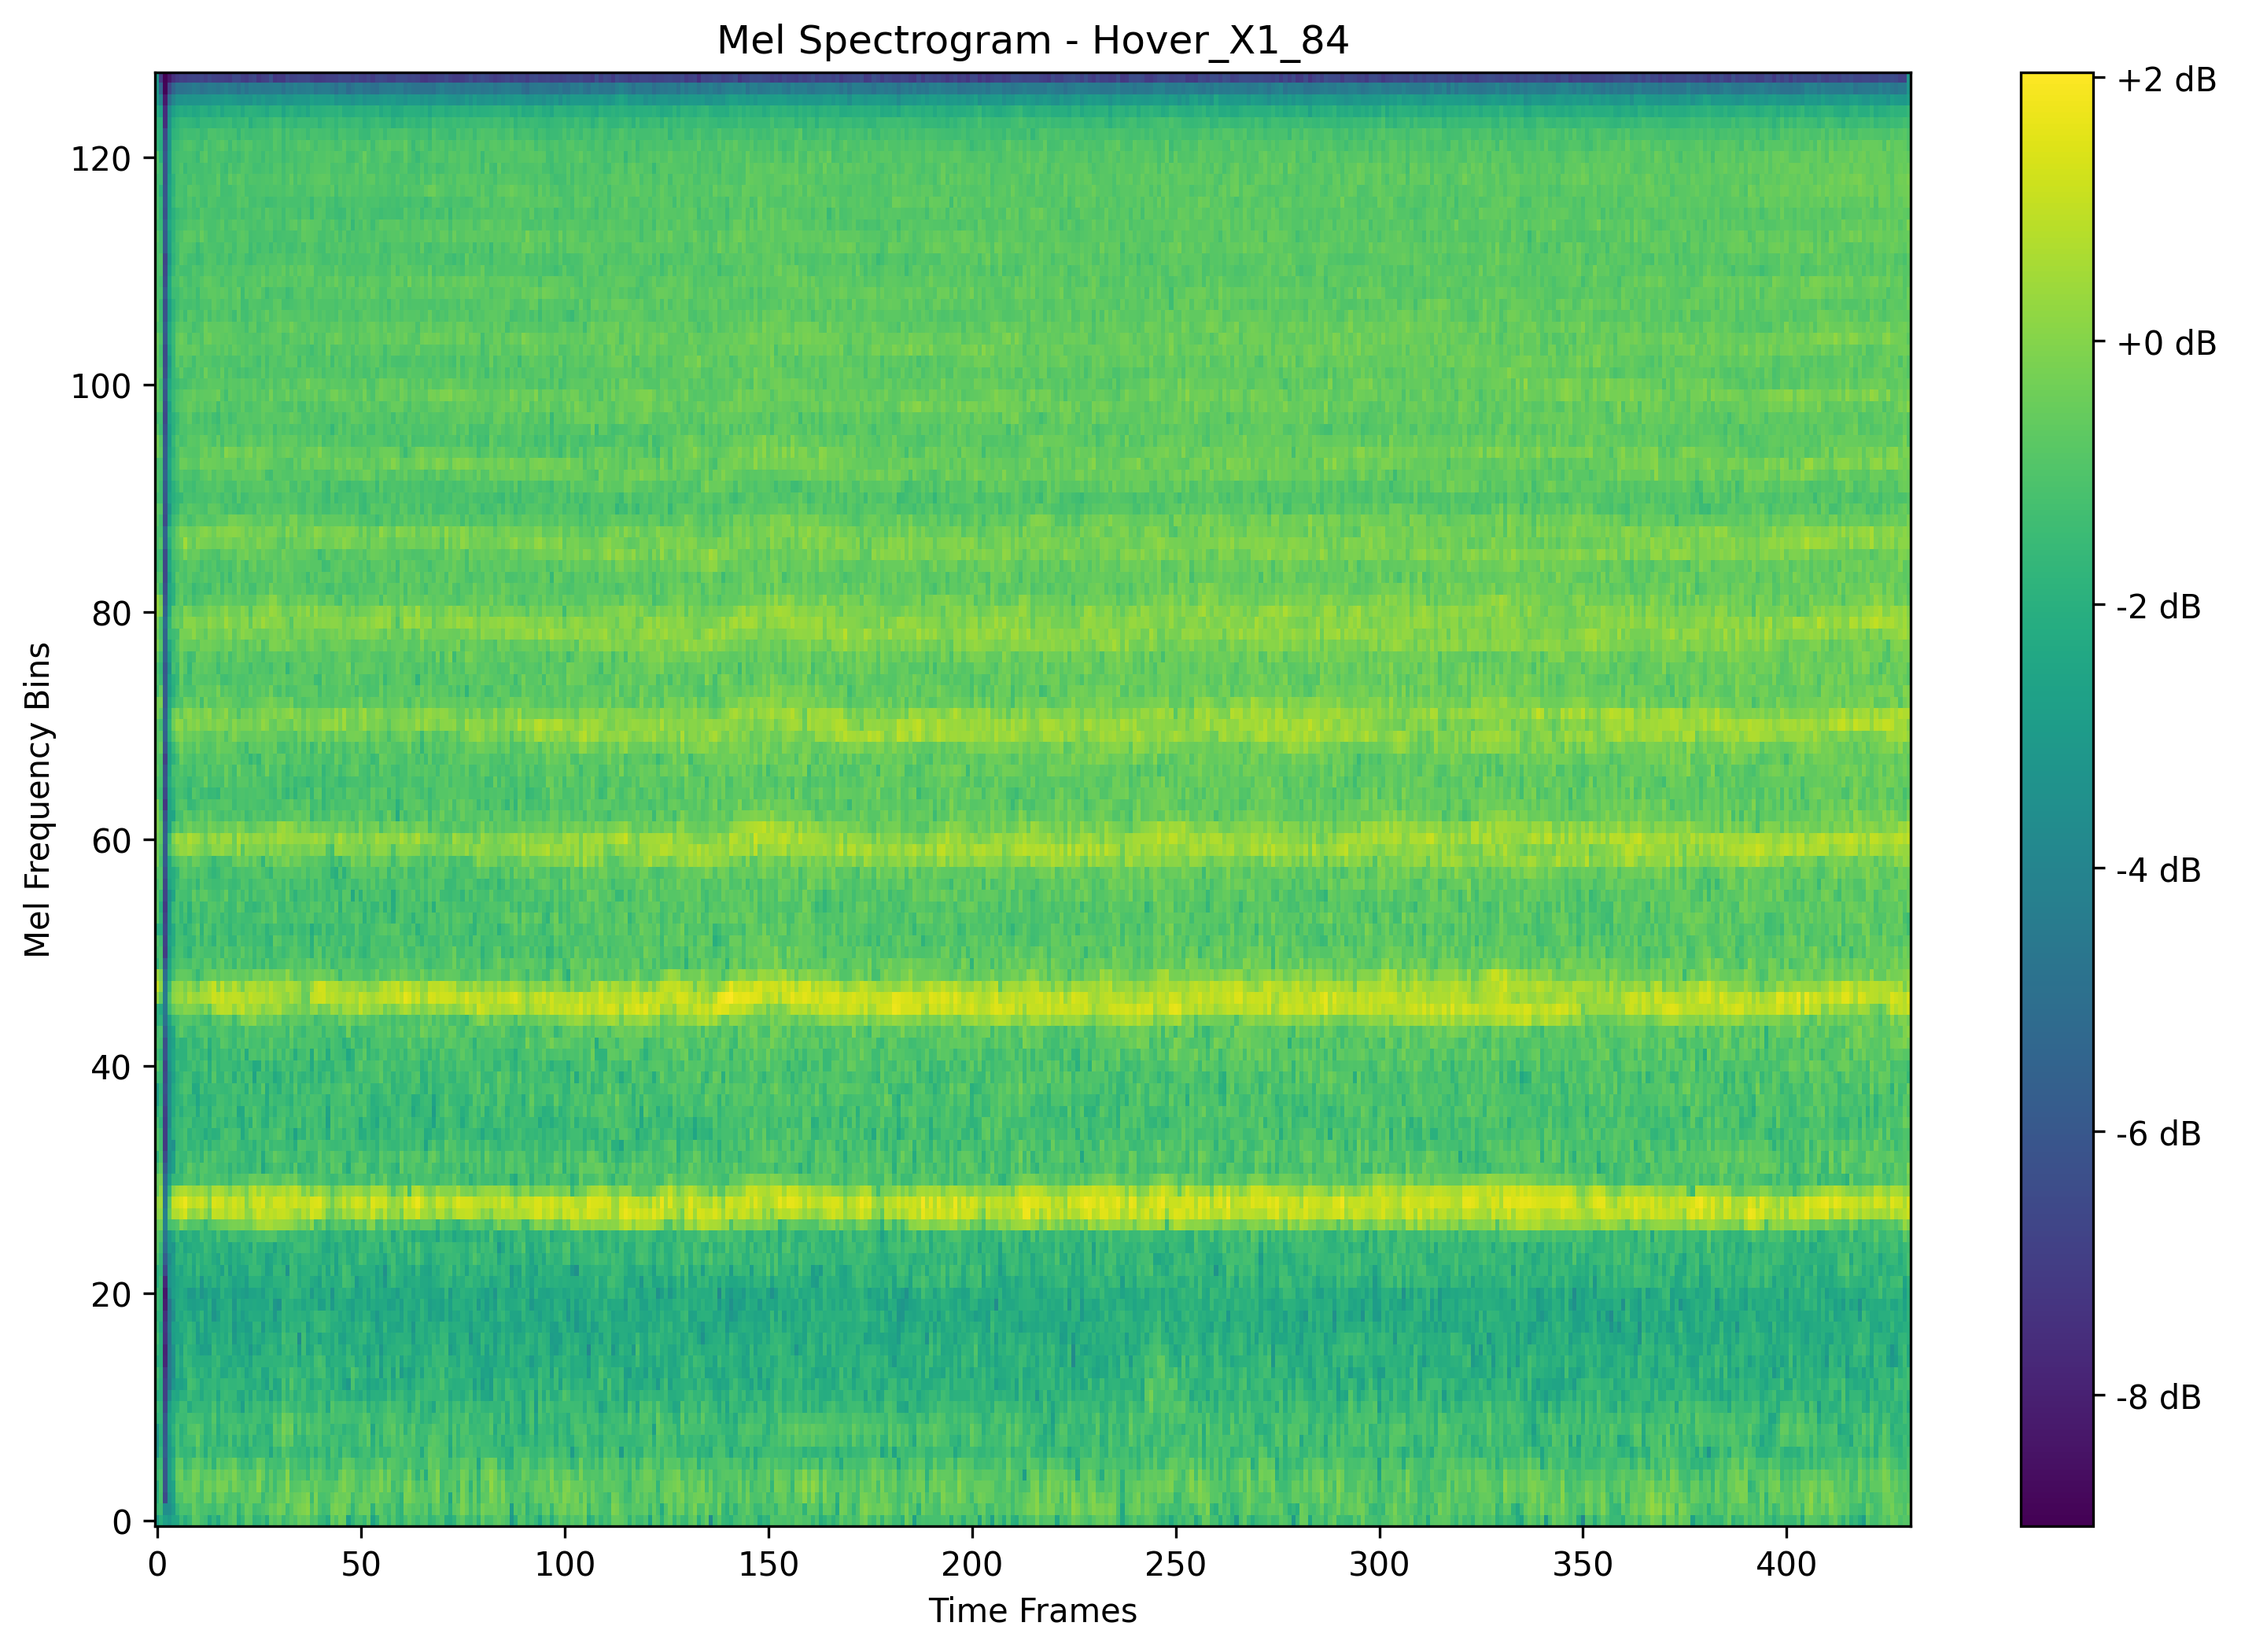 Mel Spectrogram - Hover_X1_84
Mel Frequency Bins
120
100
80
60
40
20
0
0 50 100 150 200 250 300 350 400
Time Frames
+2 dB
+0 dB
-2 dB
-4 dB
-6 dB
-8 dB